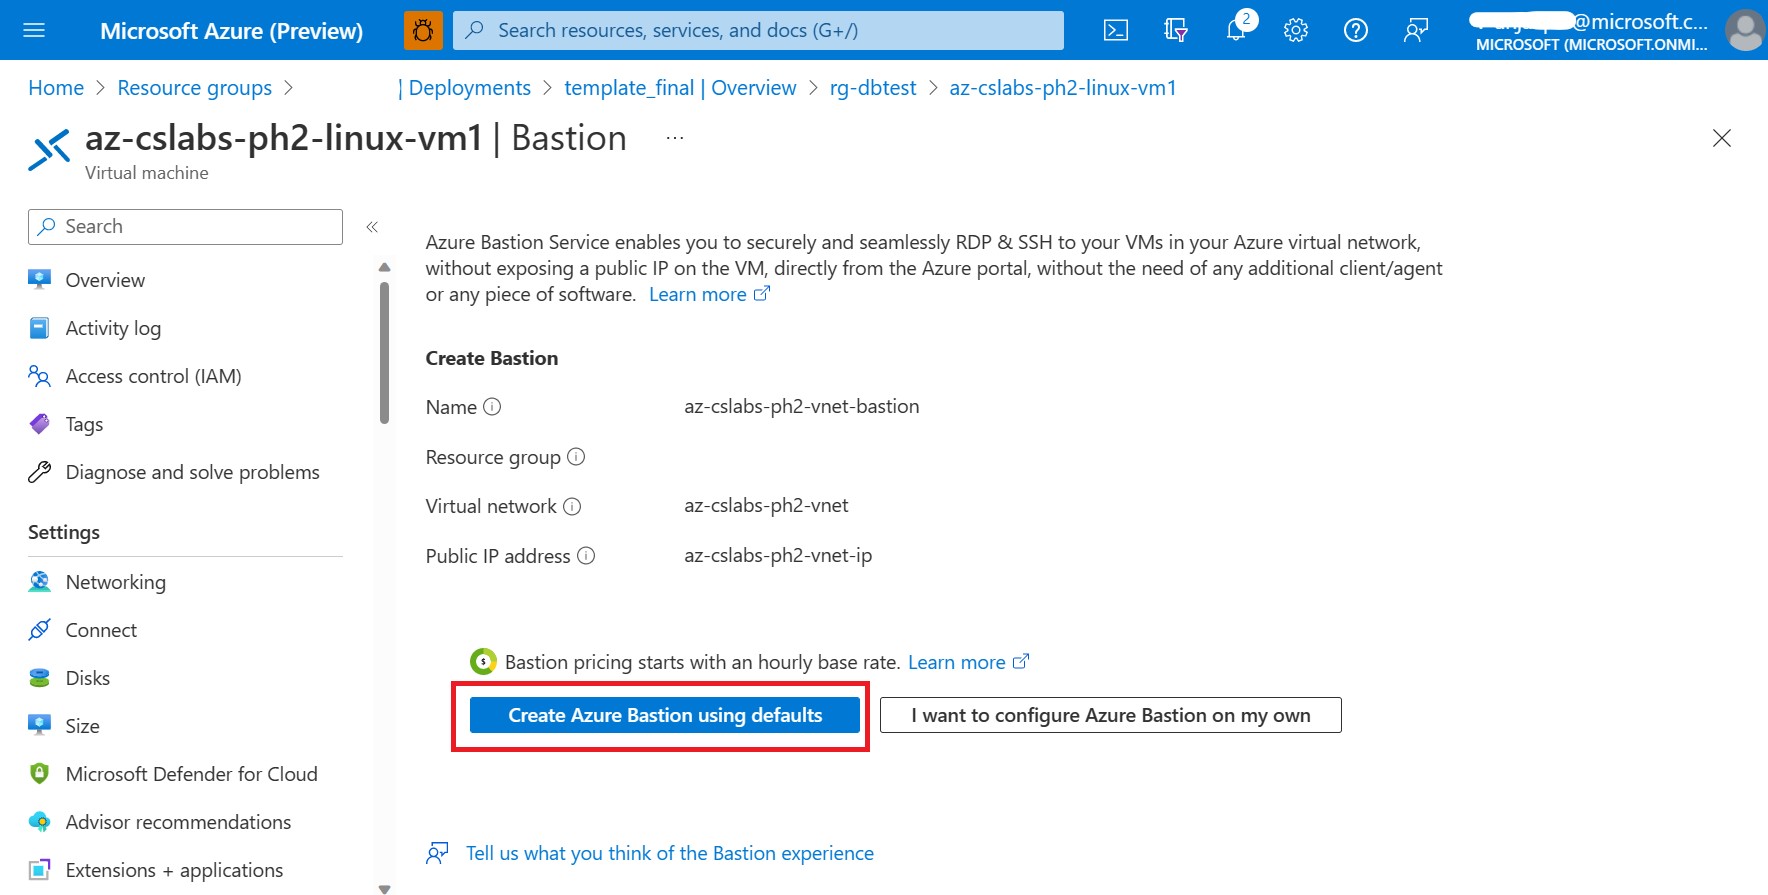 Microsoft Azure (Preview)
Search resources, services, and docs (G+/)
2
@microsoft.c...
MICROSOFT (MICROSOFT.ONMI...
Home > Resource groups > | Deployments > template_final | Overview > rg-dbtest > az-cslabs-ph2-linux-vm1
az-cslabs-ph2-linux-vm1 | Bastion ...
Virtual machine
Search
«
Overview
Activity log
Access control (IAM)
Tags
Diagnose and solve problems
Settings
Networking
Connect
Disks
Size
Microsoft Defender for Cloud
Advisor recommendations
Extensions + applications
Azure Bastion Service enables you to securely and seamlessly RDP & SSH to your VMs in your Azure virtual network,
without exposing a public IP on the VM, directly from the Azure portal, without the need of any additional client/agent
or any piece of software. Learn more
Create Bastion
Name az-cslabs-ph2-vnet-bastion
Resource group
Virtual network az-cslabs-ph2-vnet
Public IP address az-cslabs-ph2-vnet-ip
Bastion pricing starts with an hourly base rate. Learn more
Create Azure Bastion using defaults
I want to configure Azure Bastion on my own
Tell us what you think of the Bastion experience